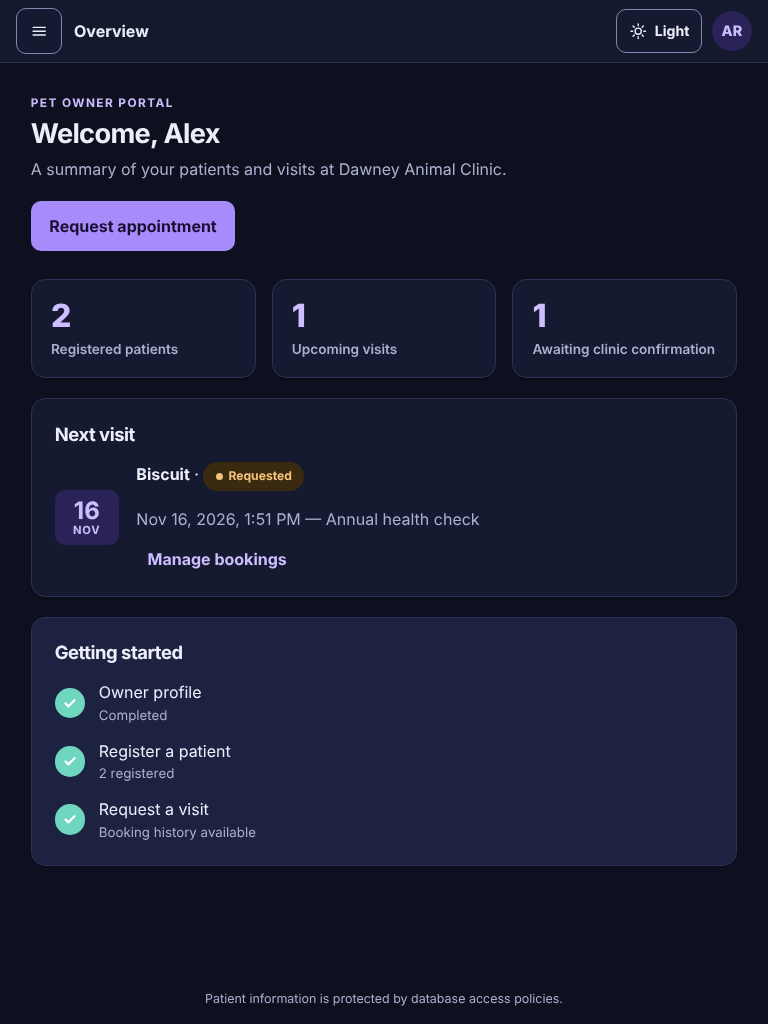 Overview
Light
AR
PET OWNER PORTAL
Welcome, Alex
A summary of your patients and visits at Dawney Animal Clinic.
Request appointment
2
Registered patients
1
Upcoming visits
1
Awaiting clinic confirmation
Next visit
16
NOV
Biscuit · Requested
Nov 16, 2026, 1:51 PM — Annual health check
Manage bookings
Getting started
Owner profile
Completed
Register a patient
2 registered
Request a visit
Booking history available
Patient information is protected by database access policies.